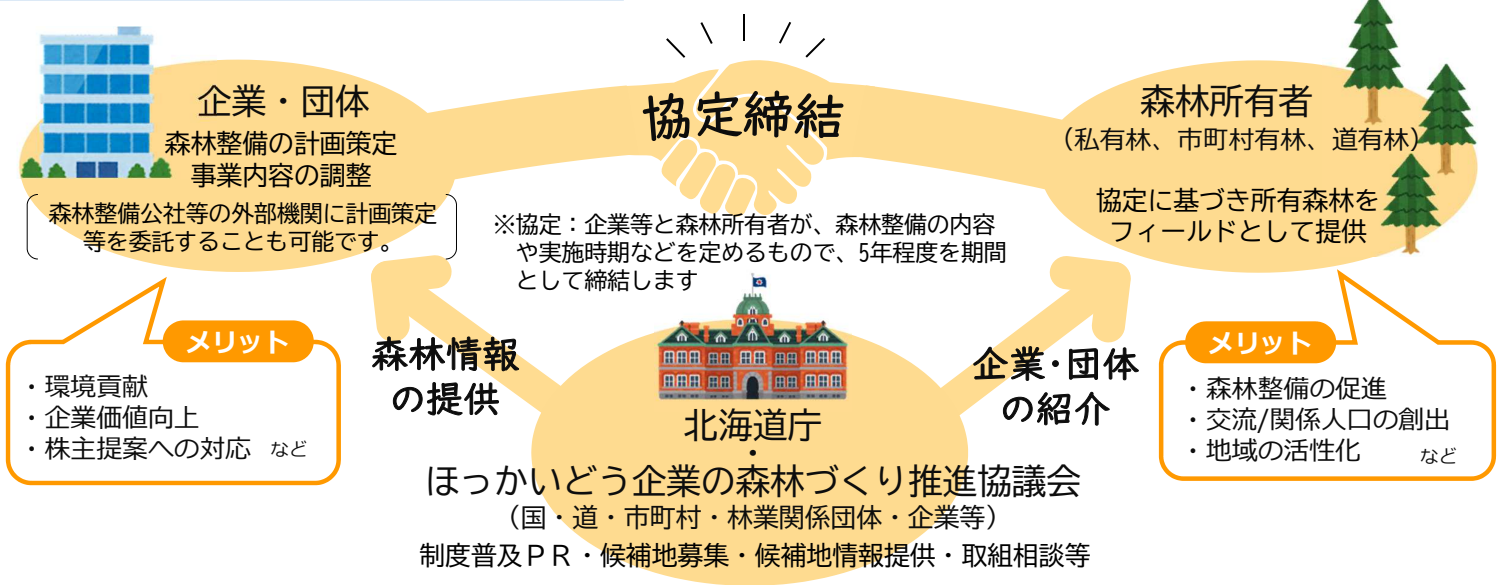 企業・団体
森林整備の計画策定
事業内容の調整
森林整備公社等の外部機関に計画策定
等を委託することも可能です。
協定締結
森林所有者
（私有林、市町村有林、道有林）
協定に基づき所有森林を
フィールドとして提供
※協定：企業等と森林所有者が、森林整備の内容
や実施時期などを定めるもので、5年程度を期間
として締結します
メリット
・環境貢献
・企業価値向上
・株主提案への対応 など
森林情報
の提供
企業・団体
の紹介
メリット
・森林整備の促進
・交流/関係人口の創出
・地域の活性化 など
北海道庁
・
ほっかいどう企業の森林づくり推進協議会
（国・道・市町村・林業関係団体・企業等）
制度普及ＰＲ・候補地募集・候補地情報提供・取組相談等